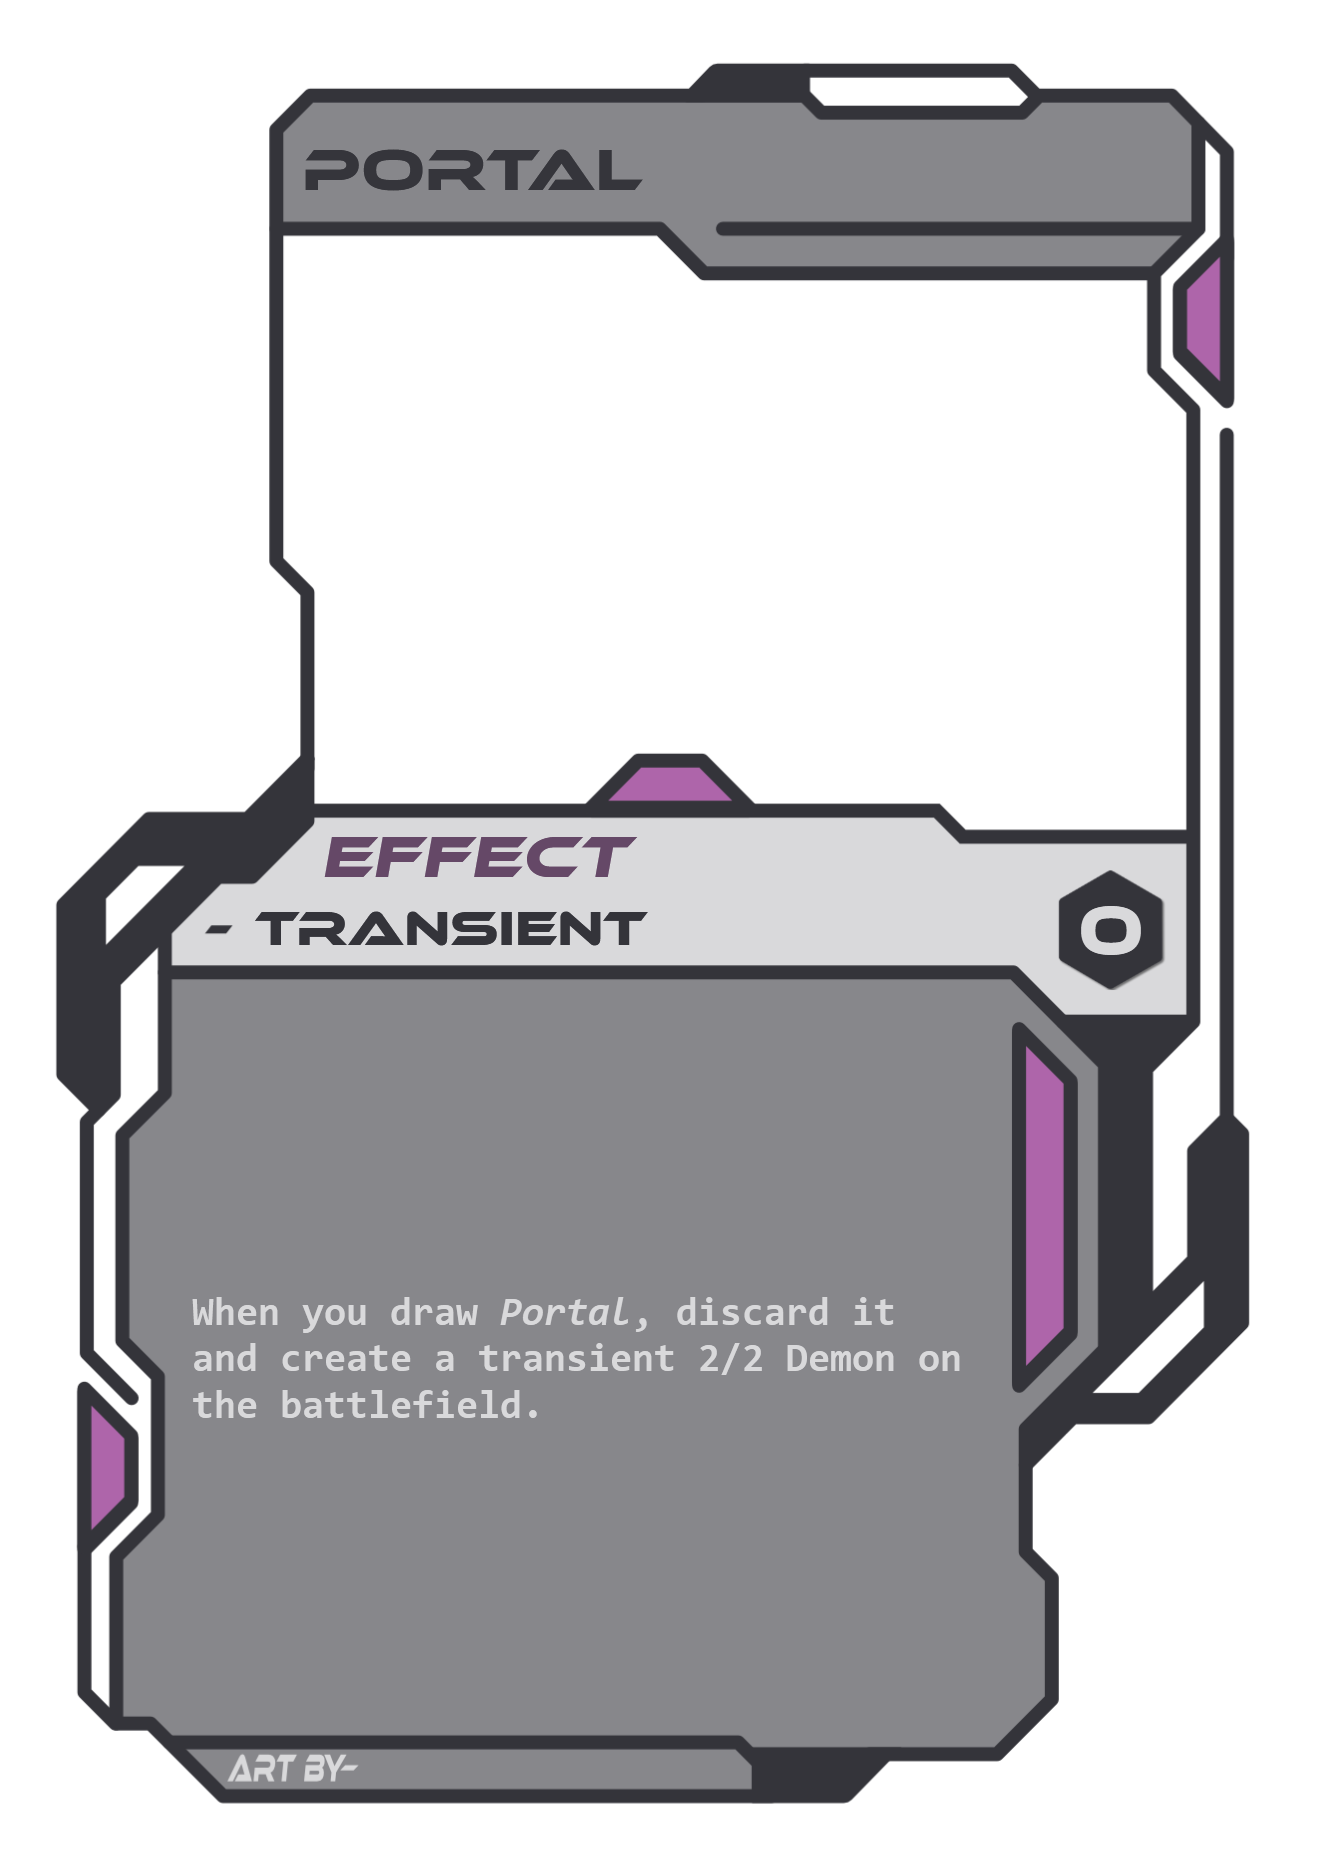 PORTAL
EFFECT
- TRANSIENT
0
When you draw Portal, discard it
and create a transient 2/2 Demon on
the battlefield.
ART BY-